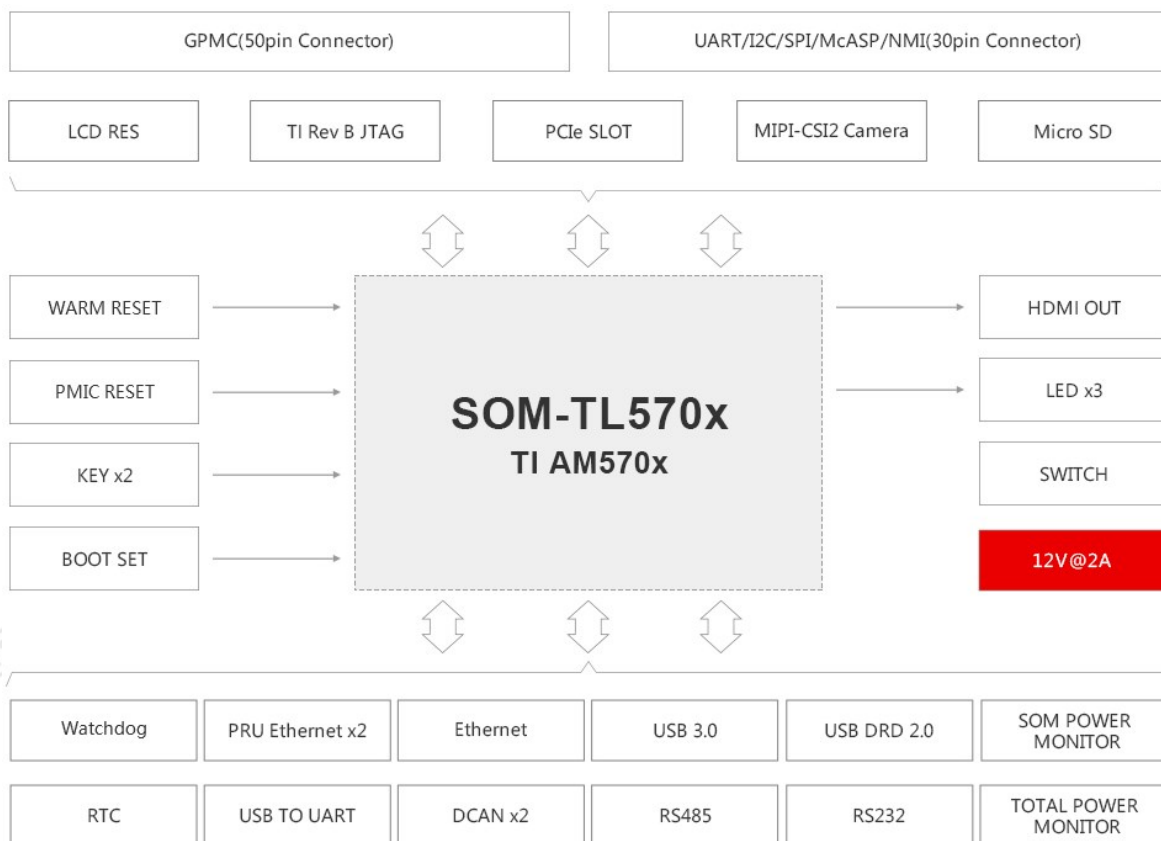 GPMC(50pin Connector)
UART/I2C/SPI/McASP/NMI(30pin Connector)
LCD RES
TI Rev B JTAG
PCIe SLOT
MIPI-CSI2 Camera
Micro SD
WARM RESET
HDMI OUT
PMIC RESET
LED x3
SOM-TL570x
TI AM570x
KEY x2
SWITCH
BOOT SET
12V@2A
Watchdog
PRU Ethernet x2
Ethernet
USB 3.0
USB DRD 2.0
SOM POWER
MONITOR
RTC
USB TO UART
DCAN x2
RS485
RS232
TOTAL POWER
MONITOR